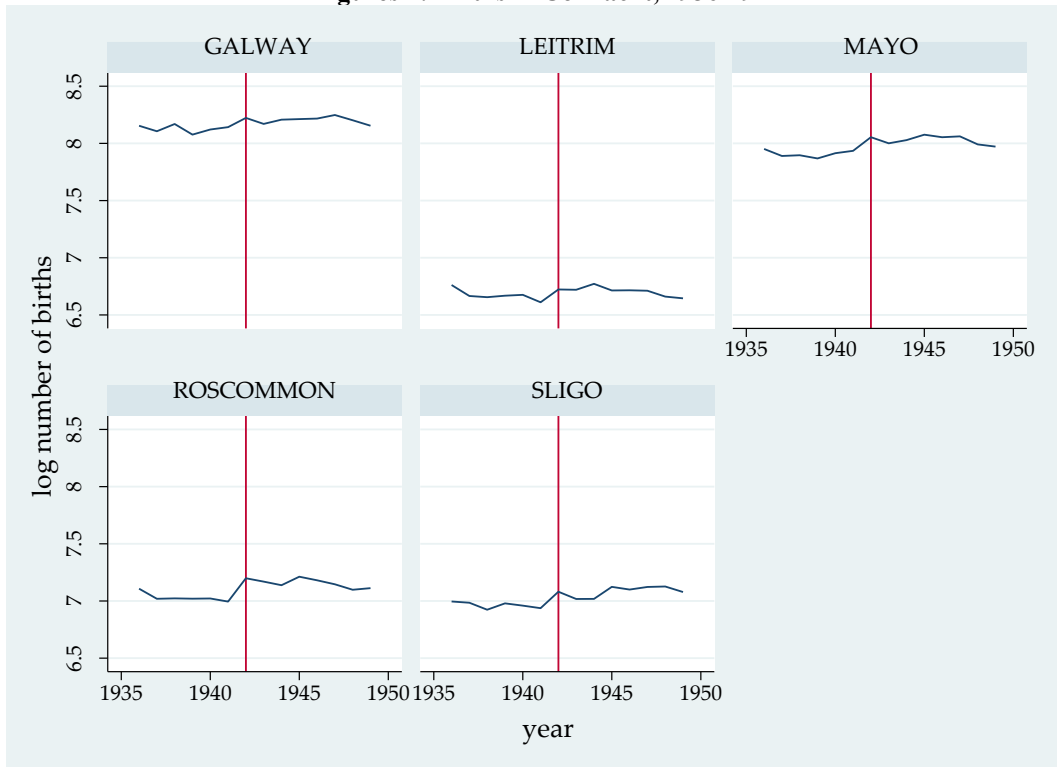 GALWAY LEITRIM MAYO
8.5
8
7.5
7
6.5
1935 1940 1945 1950
ROSCOMMON SLIGO
8.5
8
7.5
7
6.5
1935 1940 1945 1950 1935 1940 1945 1950
log number of births
year